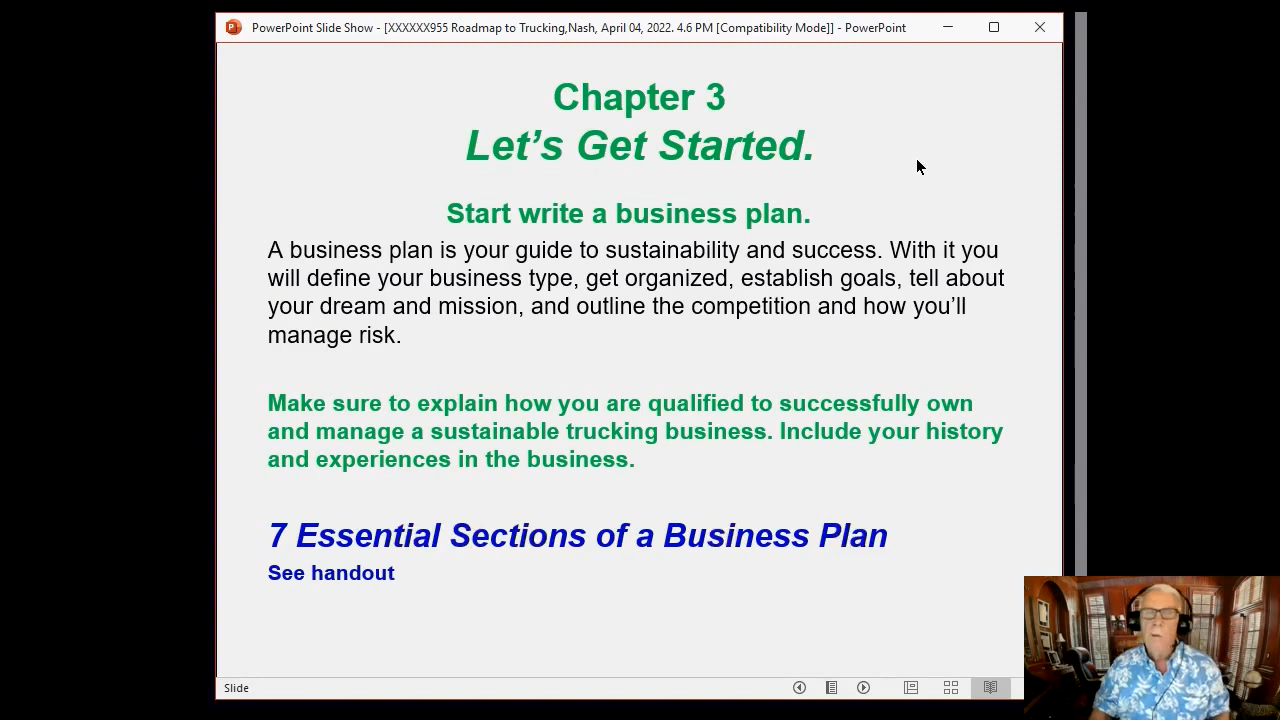 PowerPoint Slide Show - [XXXXXX955 Roadmap to Trucking,Nash, April 04, 2022. 4.6 PM [Compatibility Mode]] - PowerPoint
Chapter 3
Let's Get Started.
Start write a business plan.
A business plan is your guide to sustainability and success. With it you
will define your business type, get organized, establish goals, tell about
your dream and mission, and outline the competition and how you'll
manage risk.
Make sure to explain how you are qualified to successfully own
and manage a sustainable trucking business. Include your history
and experiences in the business.
7 Essential Sections of a Business Plan
See handout
Slide